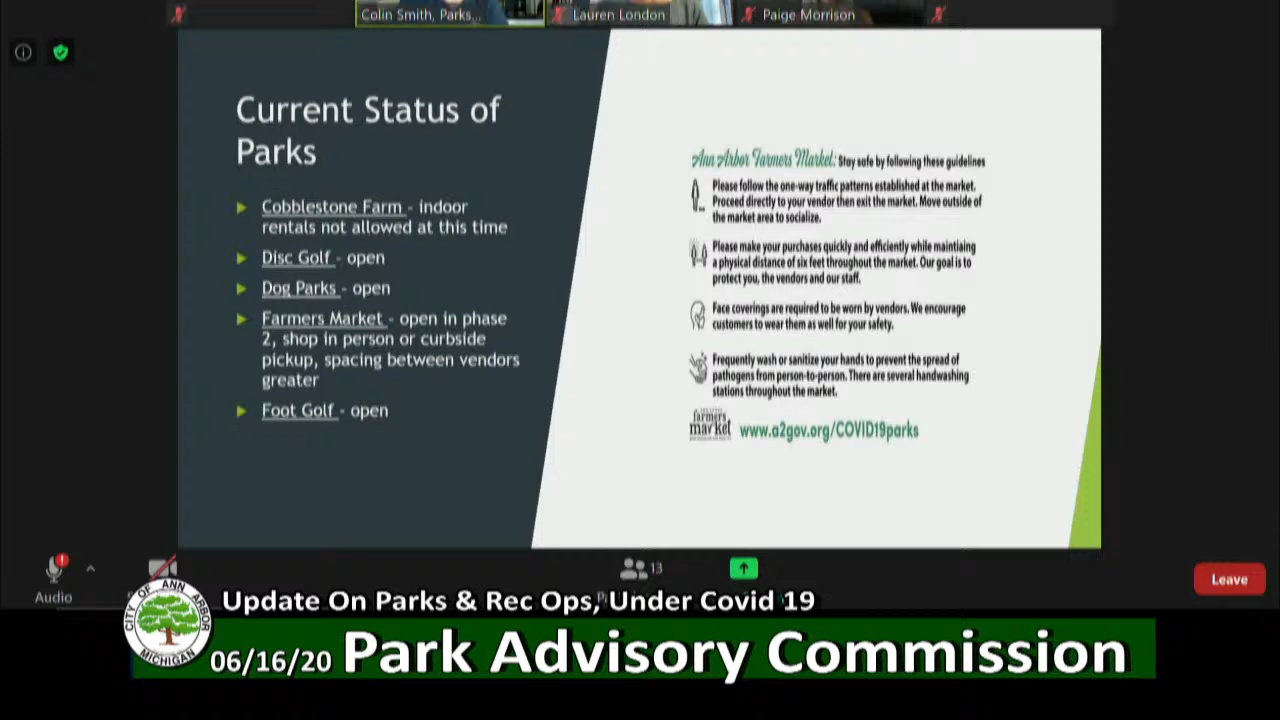 Colin Smith, Parks...
Lauren London
Paige Morrison
Current Status of
Parks
Cobblestone Farm - indoor
rentals not allowed at this time
Disc Golf - open
Dog Parks - open
Farmers Market - open in phase
2, shop in person or curbside
pickup, spacing between vendors
greater
Foot Golf - open
Ann Arbor Farmers Market: Stay safe by following these guidelines
Please follow the one-way traffic patterns established at the market.
Proceed directly to your vendor then exit the market. Move outside of
the market area to socialize.
Please make your purchases quickly and efficiently while maintiaing
a physical distance of six feet throughout the market. Our goal is to
protect you, the vendors and our staff.
Face coverings are required to be worn by vendors. We encourage
customers to wear them as well for your safety.
Frequently wash or sanitize your hands to prevent the spread of
pathogens from person-to-person. There are several handwashing
stations throughout the market.
farmers
market
www.a2gov.org/COVID19parks
13
Audio
Leave
CITY OF ANN ARBOR
MICHIGAN
Update On Parks & Rec Ops, Under Covid 19
06/16/20 Park Advisory Commission